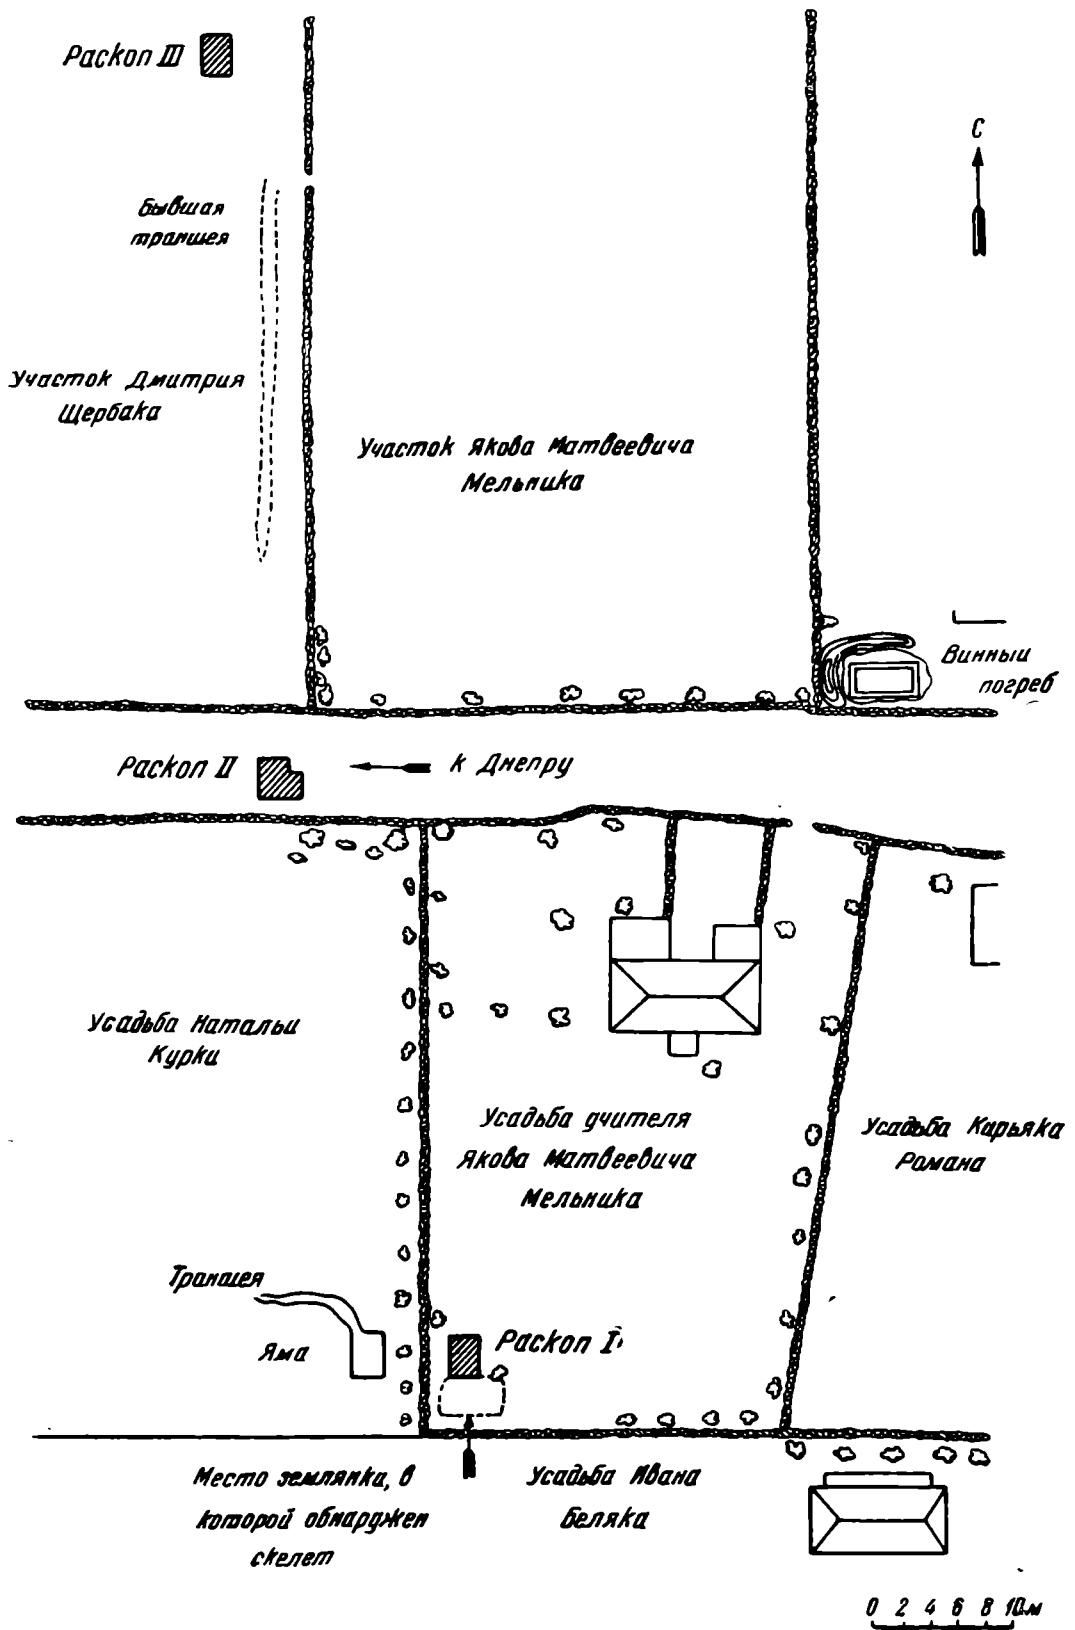 Раскоп III
С
Бывшая
траншея
Участок Дмитрия
Щербака
Участок Якова Матвеевича
Мельника
Винный
погреб
Раскоп II
к Днепру
Усадьба Натальи
Курки
Усадьба учителя
Якова Матвеевича
Мельника
Усадьба Карьяка
Романа
Траншея
Яма
Раскоп I
Место землянка, в
которой обнаружен
скелет
Усадьба Ивана
Беляка
0 2 4 6 8 10м